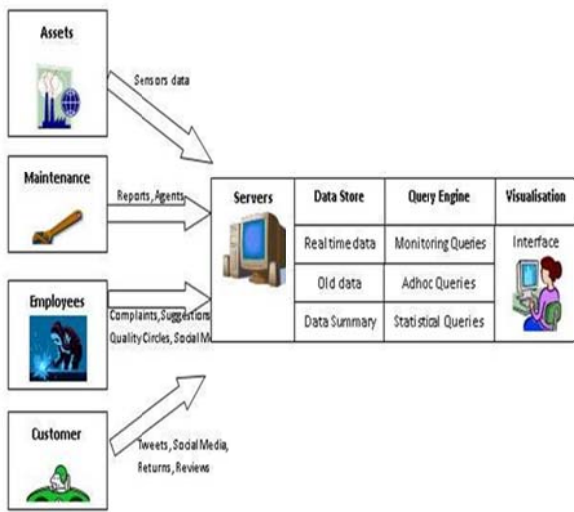 Assets
Sensors data
Maintenance
Reports, Agents
Employees
Complaints, Suggestions
Quality Circles, Social M
Customer
Tweets, Social Media,
Returns, Reviews
Servers
Data Store
Query Engine
Visualisation
Real time data
Monitoring Queries
Interface
Old data
Adhoc Queries
Data Summary
Statistical Queries